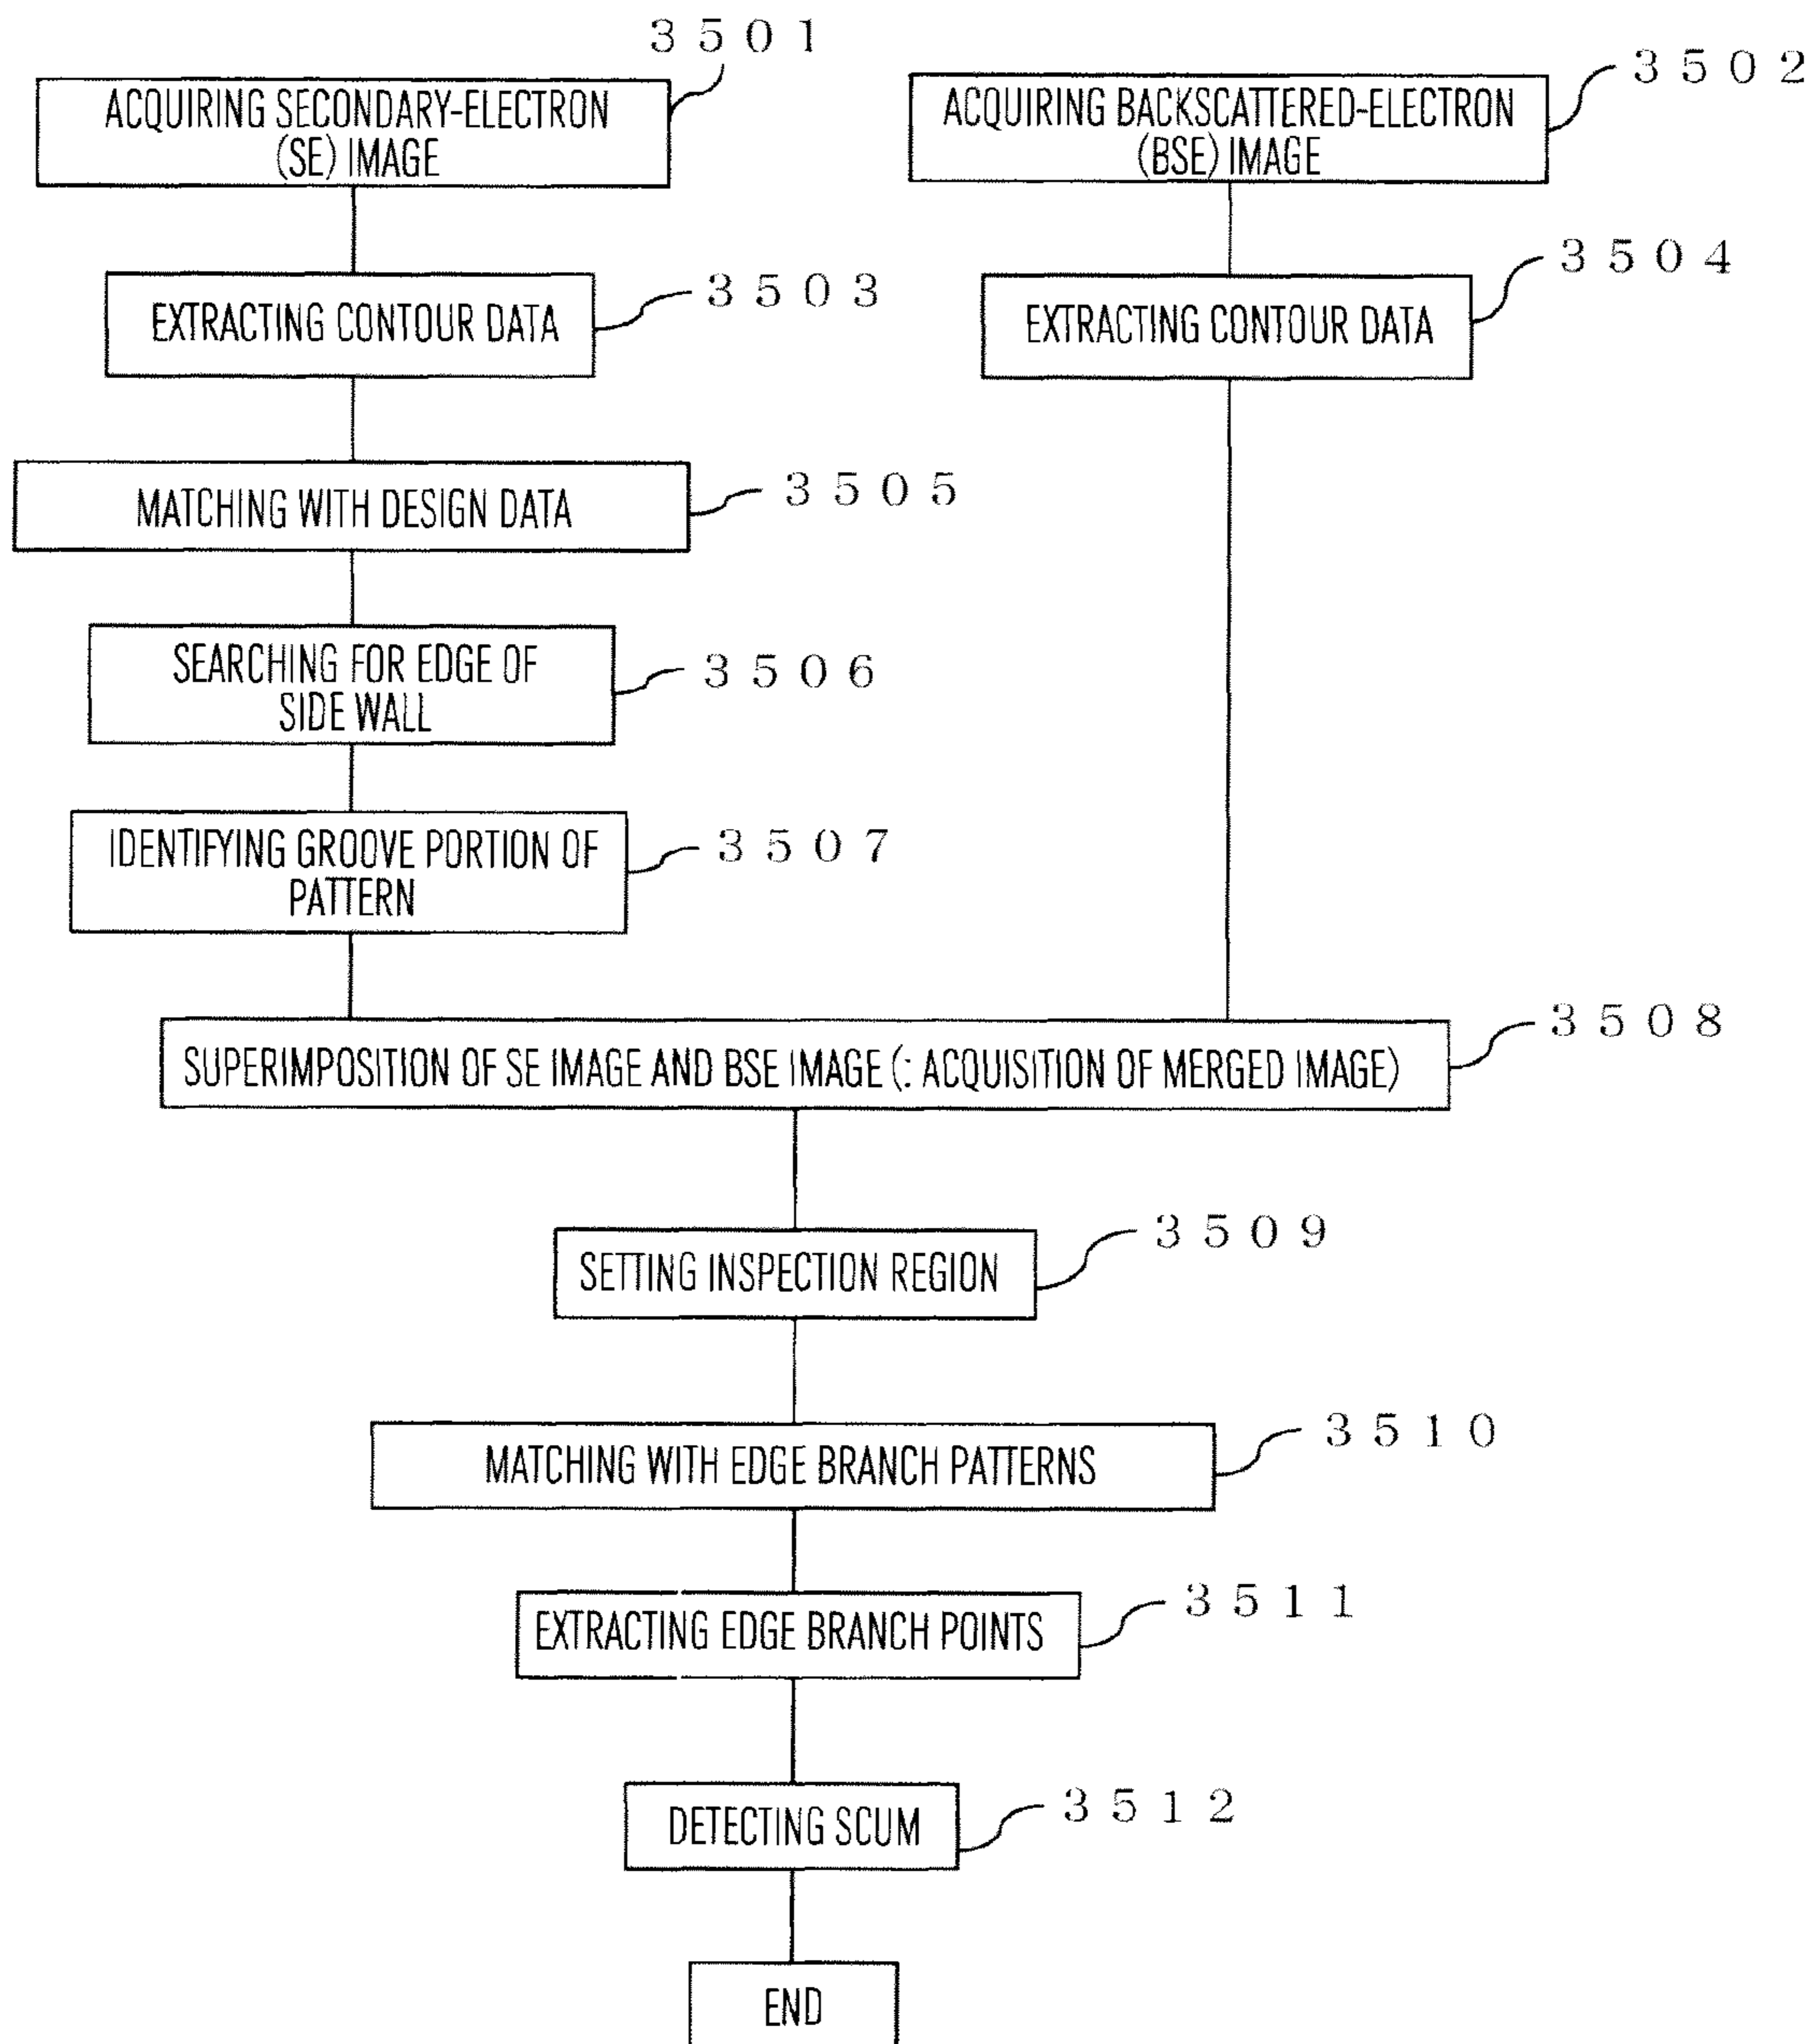 3501
ACQUIRING SECONDARY-ELECTRON
(SE) IMAGE
3502
ACQUIRING BACKSCATTERED-ELECTRON
(BSE) IMAGE
3503
EXTRACTING CONTOUR DATA
3504
EXTRACTING CONTOUR DATA
3505
MATCHING WITH DESIGN DATA
3506
SEARCHING FOR EDGE OF
SIDE WALL
3507
IDENTIFYING GROOVE PORTION OF
PATTERN
3508
SUPERIMPOSITION OF SE IMAGE AND BSE IMAGE (: ACQUISITION OF MERGED IMAGE)
3509
SETTING INSPECTION REGION
3510
MATCHING WITH EDGE BRANCH PATTERNS
3511
EXTRACTING EDGE BRANCH POINTS
3512
DETECTING SCUM
END